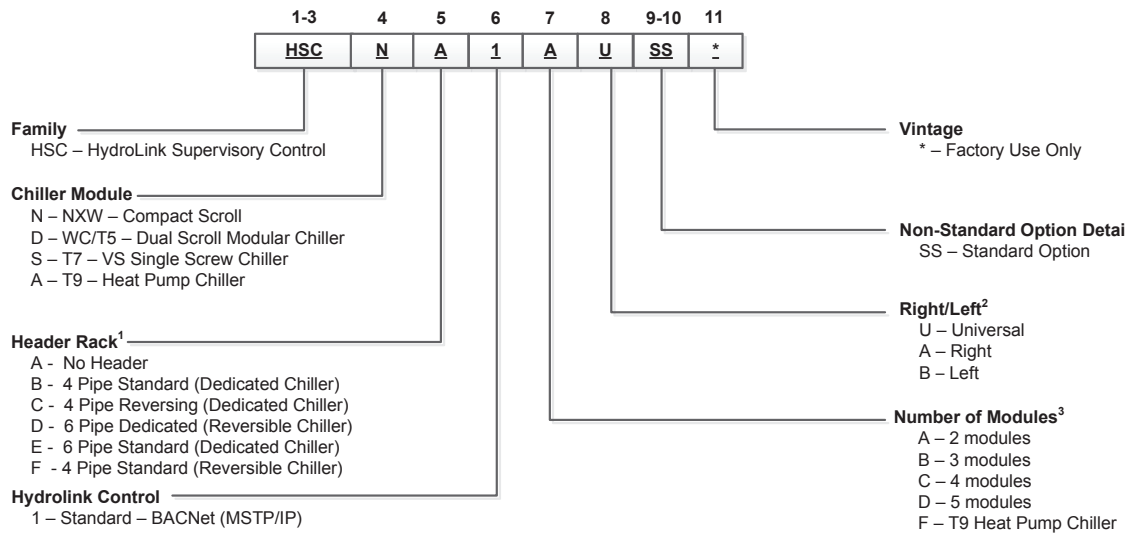 1-3 4 5 6 7 8 9-10 11
HSC N A 1 A U SS *
Family
HSC – HydroLink Supervisory Control
Chiller Module
N – NXW – Compact Scroll
D – WC/T5 – Dual Scroll Modular Chiller
S – T7 – VS Single Screw Chiller
A – T9 – Heat Pump Chiller
Header Rack1
A - No Header
B - 4 Pipe Standard (Dedicated Chiller)
C - 4 Pipe Reversing (Dedicated Chiller)
D - 6 Pipe Dedicated (Reversible Chiller)
E - 6 Pipe Standard (Dedicated Chiller)
F - 4 Pipe Standard (Reversible Chiller)
Hydrolink Control
1 – Standard – BACNet (MSTP/IP)
Vintage
* – Factory Use Only
Non-Standard Option Detai
SS – Standard Option
Right/Left2
U – Universal
A – Right
B – Left
Number of Modules3
A – 2 modules
B – 3 modules
C – 4 modules
D – 5 modules
F – T9 Heat Pump Chiller